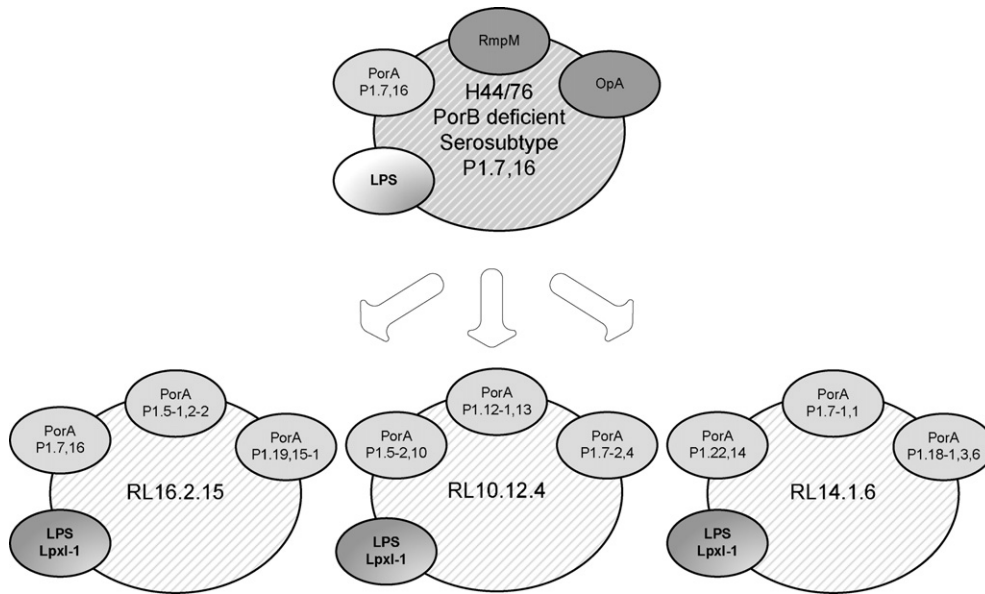 RmpM
PorA
P1.7,16
OpA
H44/76
PorB deficient
Serosubtype
P1.7,16
LPS
PorA
P1.5-1,2-2
PorA
P1.7,16
PorA
P1.19,15-1
RL16.2.15
LPS
LpxI-1
PorA
P1.12-1,13
PorA
P1.5-2,10
PorA
P1.7-2,4
RL10.12.4
LPS
LpxI-1
PorA
P1.7-1,1
PorA
P1.22,14
PorA
P1.18-1,3,6
RL14.1.6
LPS
LpxI-1